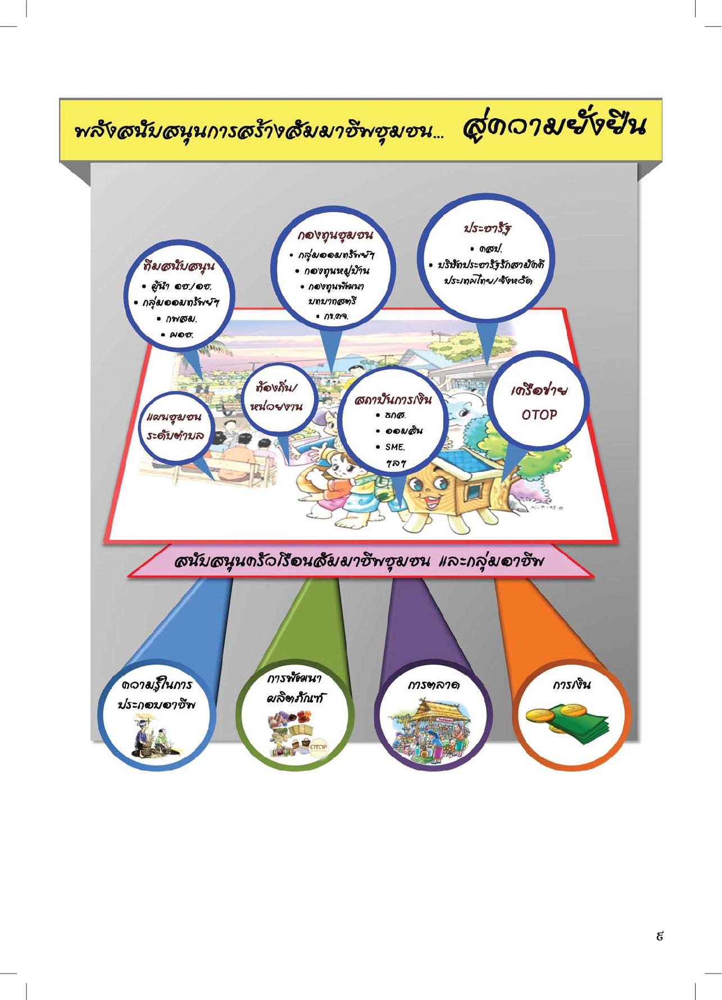 พลังสนับสนุนการสร้างสัมมาชีพชุมชน... สู่ความยั่งยืน
ทีมสนับสนุน
• ผู้นำ อช./อช.
• กลุ่มออมทรัพย์ฯ
• กพสม.
• ผอช.
กองทุนชุมชน
• กลุ่มออมทรัพย์ฯ
• กองทุนหมู่บ้าน
• กองทุนพัฒนา
บทบาทสตรี
• กข.คจ.
ประชารัฐ
• คสป.
• บริษัทประชารัฐรักสามัคคี
ประเทศไทย/จังหวัด
แผนชุมชน
ระดับตำบล
ท้องถิ่น/
หน่วยงาน
สถาบันการเงิน
• ธกส.
• ออมสิน
• SME.
ฯลฯ
เครือข่าย
OTOP
สนับสนุนครัวเรือนสัมมาชีพชุมชน และกลุ่มอาชีพ
ความรู้ในการ
ประกอบอาชีพ
การพัฒนา
ผลิตภัณฑ์
OTOP
การตลาด
การเงิน
๙